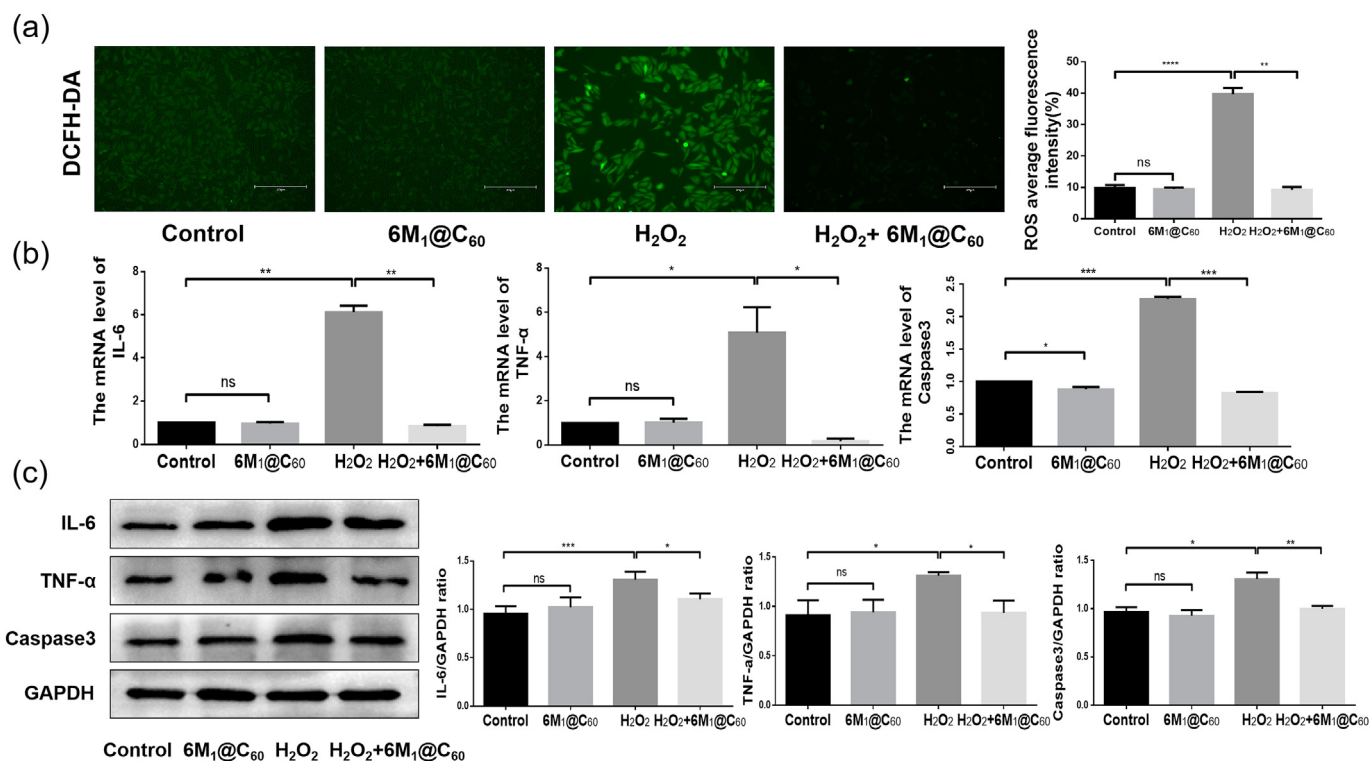 (a)
DCFH-DA
Control
6M₁@C₆₀
H₂O₂
H₂O₂+ 6M₁@C₆₀
ROS average fluorescence
intensity(%)
50
40
30
20
10
0
ns
****
**
Control
6M₁@C₆₀
H₂O₂
H₂O₂+6M₁@C₆₀
(b)
The mRNA level of
IL-6
8
6
4
2
0
ns
**
**
Control
6M₁@C₆₀
H₂O₂
H₂O₂+6M₁@C₆₀
The mRNA level of
TNF-α
8
6
4
2
0
ns
*
*
Control
6M₁@C₆₀
H₂O₂
H₂O₂+6M₁@C₆₀
The mRNA level of
Caspase3
2.5
2.0
1.5
1.0
0.5
0.0
*
***
***
Control
6M₁@C₆₀
H₂O₂
H₂O₂+6M₁@C₆₀
(c)
IL-6
TNF-α
Caspase3
GAPDH
Control
6M₁@C₆₀
H₂O₂
H₂O₂+6M₁@C₆₀
IL-6/GAPDH ratio
1.5
1.0
0.5
0.0
ns
***
*
Control
6M₁@C₆₀
H₂O₂
H₂O₂+6M₁@C₆₀
TNF-a/GAPDH ratio
1.5
1.0
0.5
0.0
ns
*
*
Control
6M₁@C₆₀
H₂O₂
H₂O₂+6M₁@C₆₀
Caspase3/GAPDH ratio
1.5
1.0
0.5
0.0
ns
*
**
Control
6M₁@C₆₀
H₂O₂
H₂O₂+6M₁@C₆₀